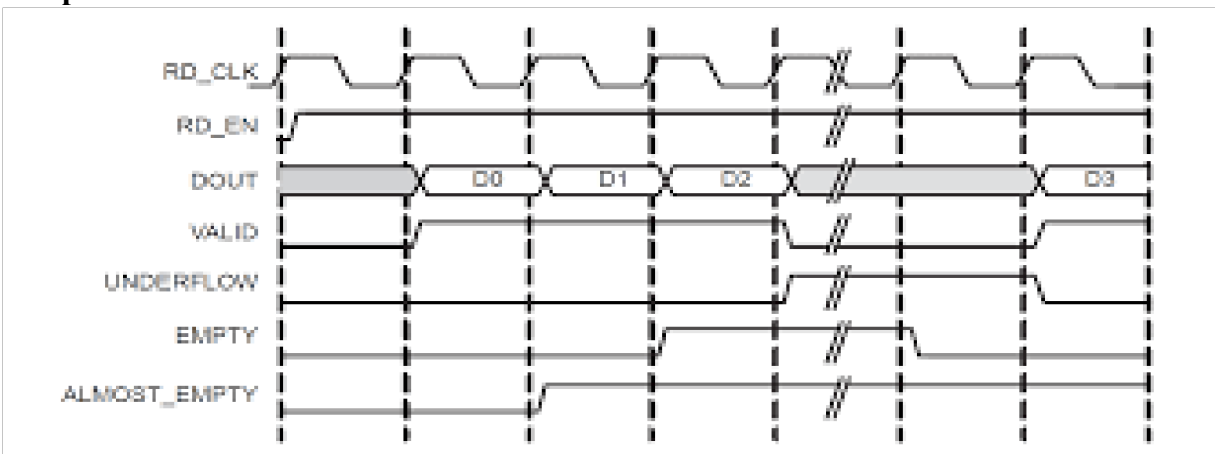 RD_CLK
RD_EN
DOUT D0 D1 D2 D3
VALID
UNDERFLOW
EMPTY
ALMOST_EMPTY